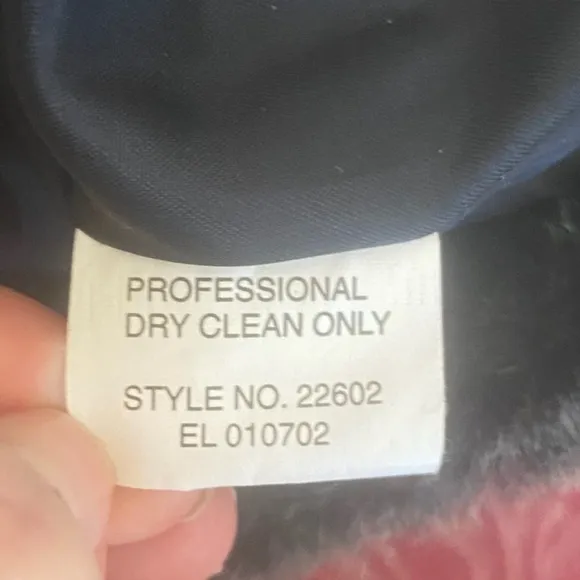 PROFESSIONAL
DRY CLEAN ONLY
STYLE NO. 22602
EL 010702